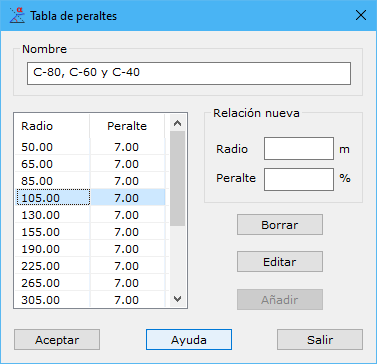 Tabla de peraltes
Nombre
C-80, C-60 y C-40
Radio Peralte
50.00 7.00
65.00 7.00
85.00 7.00
105.00 7.00
130.00 7.00
155.00 7.00
190.00 7.00
225.00 7.00
265.00 7.00
305.00 7.00
Relación nueva
Radio m
Peralte %
Borrar
Editar
Añadir
Aceptar Ayuda Salir